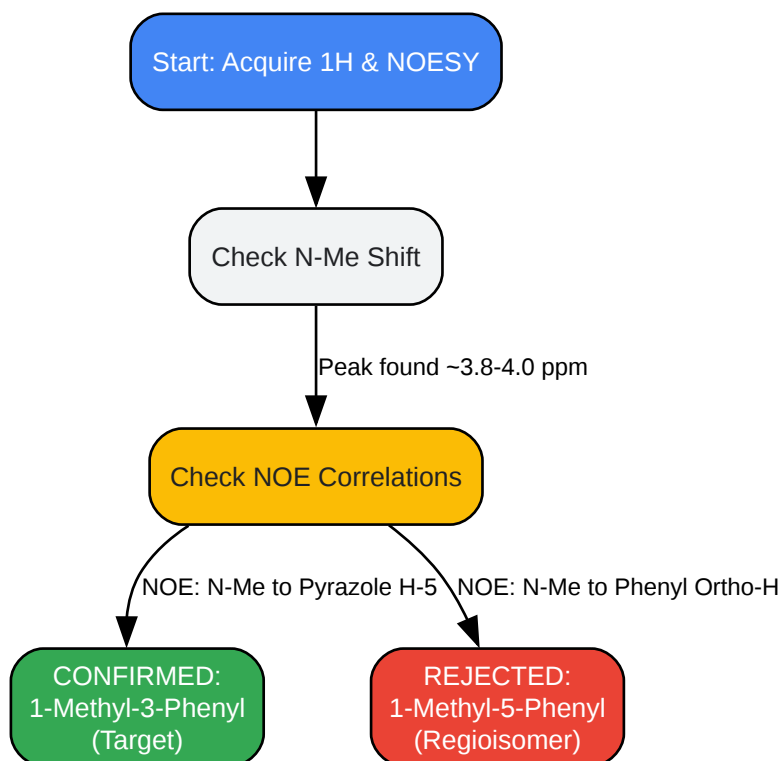 Start: Acquire 1H & NOESY
Check N-Me Shift
Peak found ~3.8-4.0 ppm
Check NOE Correlations
NOE: N-Me to Pyrazole H-5
NOE: N-Me to Phenyl Ortho-H
CONFIRMED:
1-Methyl-3-Phenyl
(Target)
REJECTED:
1-Methyl-5-Phenyl
(Regioisomer)